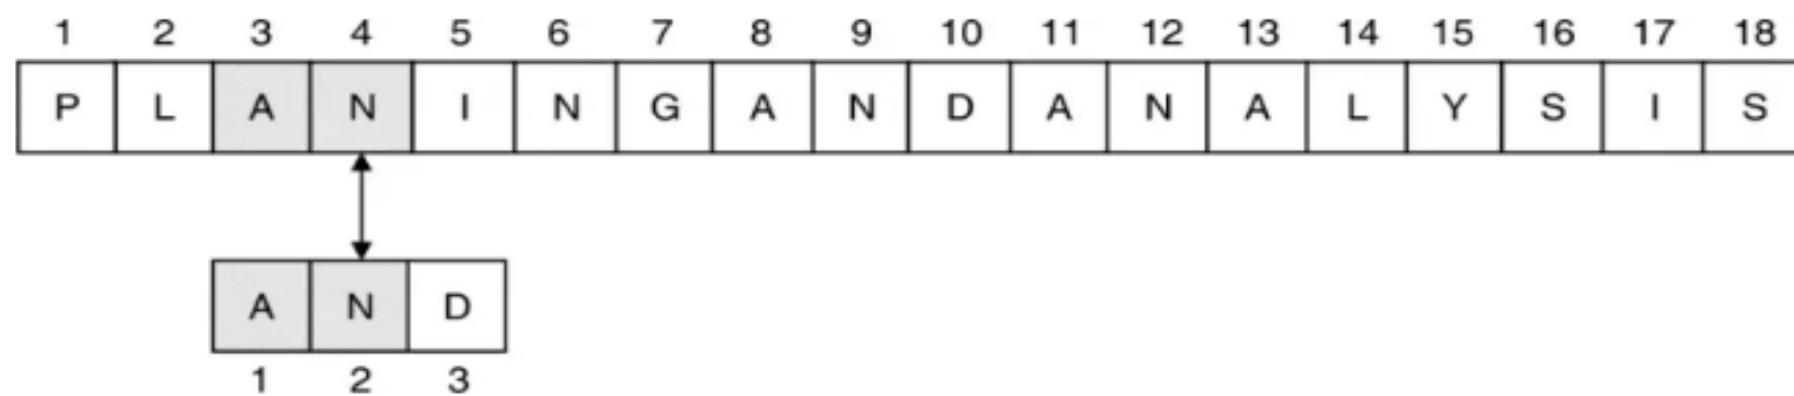 1 2 3 4 5 6 7 8 9 10 11 12 13 14 15 16 17 18
P L A N I N G A N D A N A L Y S I S
A N D
1 2 3